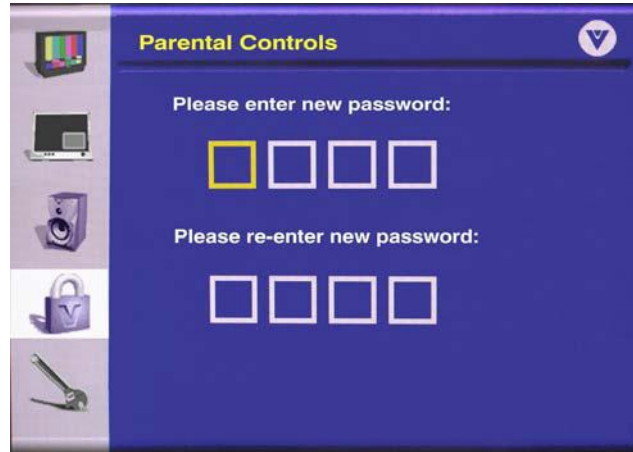 Parental Controls
V
Please enter new password:
Please re-enter new password:
V